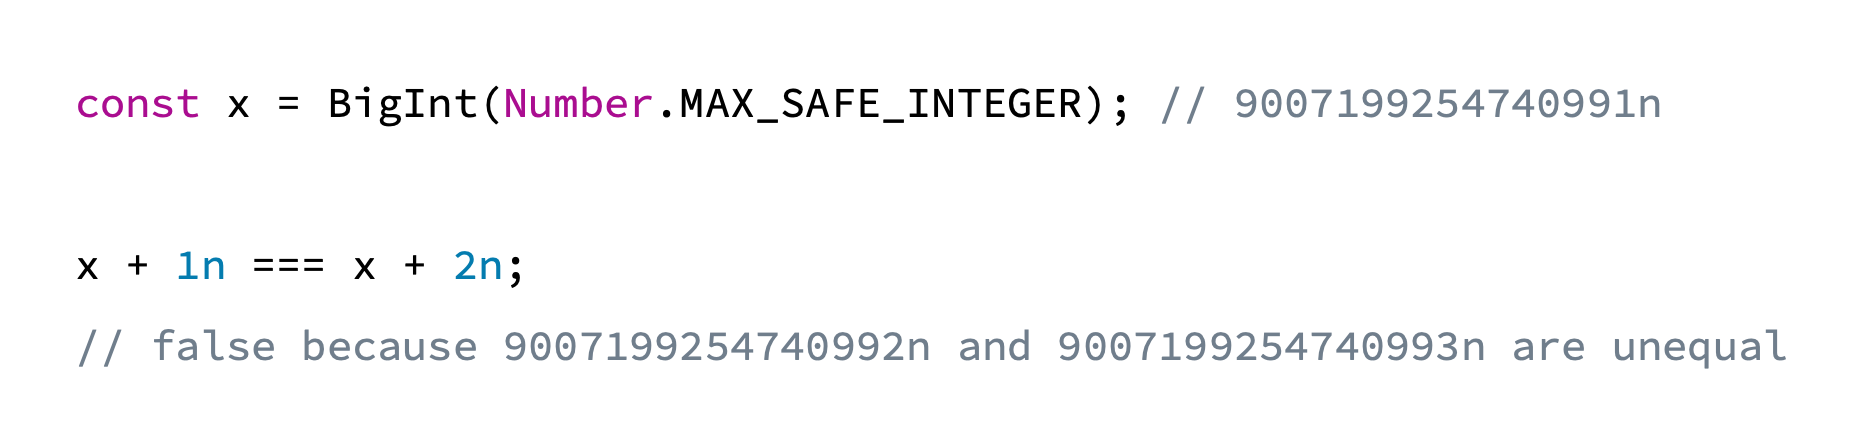 const x = BigInt(Number.MAX_SAFE_INTEGER); // 9007199254740991n
x + 1n === x + 2n;
// false because 9007199254740992n and 9007199254740993n are unequal